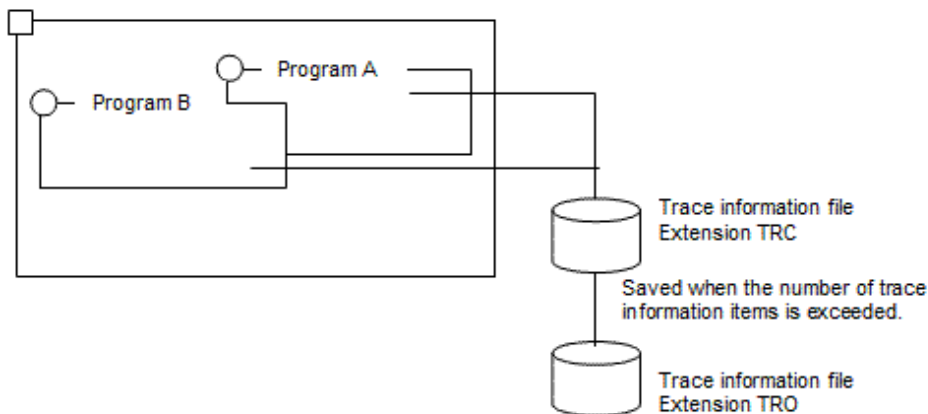 Program A
Program B
Trace information file
Extension TRC
Saved when the number of trace
information items is exceeded.
Trace information file
Extension TRO